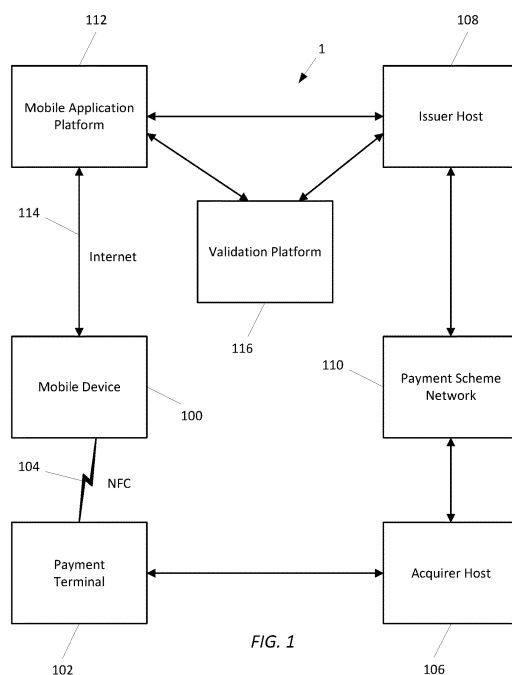 112
108
1
Mobile Application
Platform
Issuer Host
114
Internet
Validation Platform
116
110
Mobile Device
Payment Scheme
Network
100
104
NFC
Payment
Terminal
Acquirer Host
102
FIG. 1
106